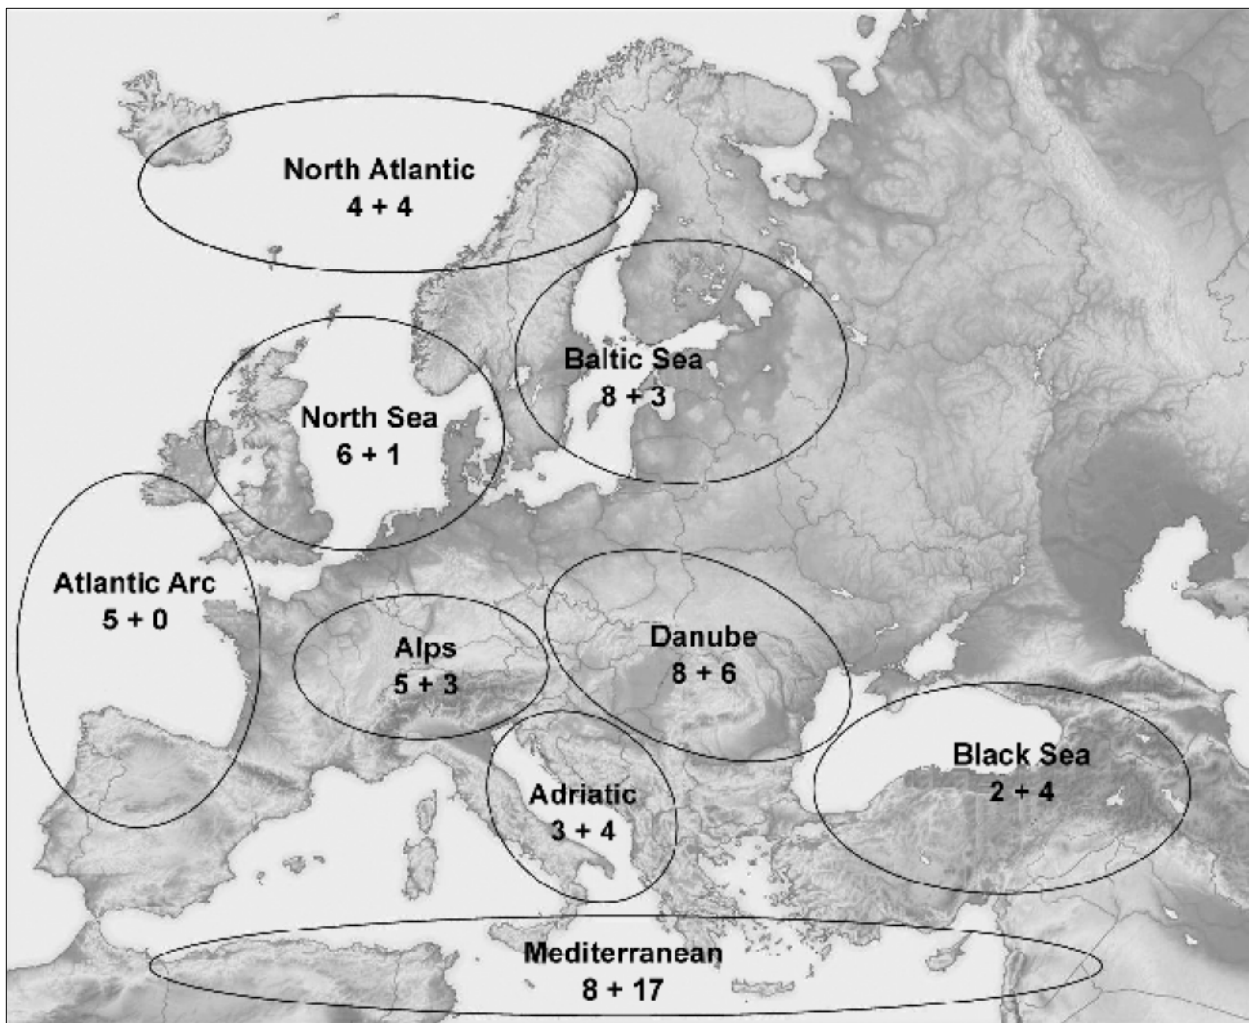 North Atlantic
4 + 4
Baltic Sea
8 + 3
North Sea
6 + 1
Atlantic Arc
5 + 0
Alps
5 + 3
Danube
8 + 6
Black Sea
2 + 4
Adriatic
3 + 4
Mediterranean
8 + 17